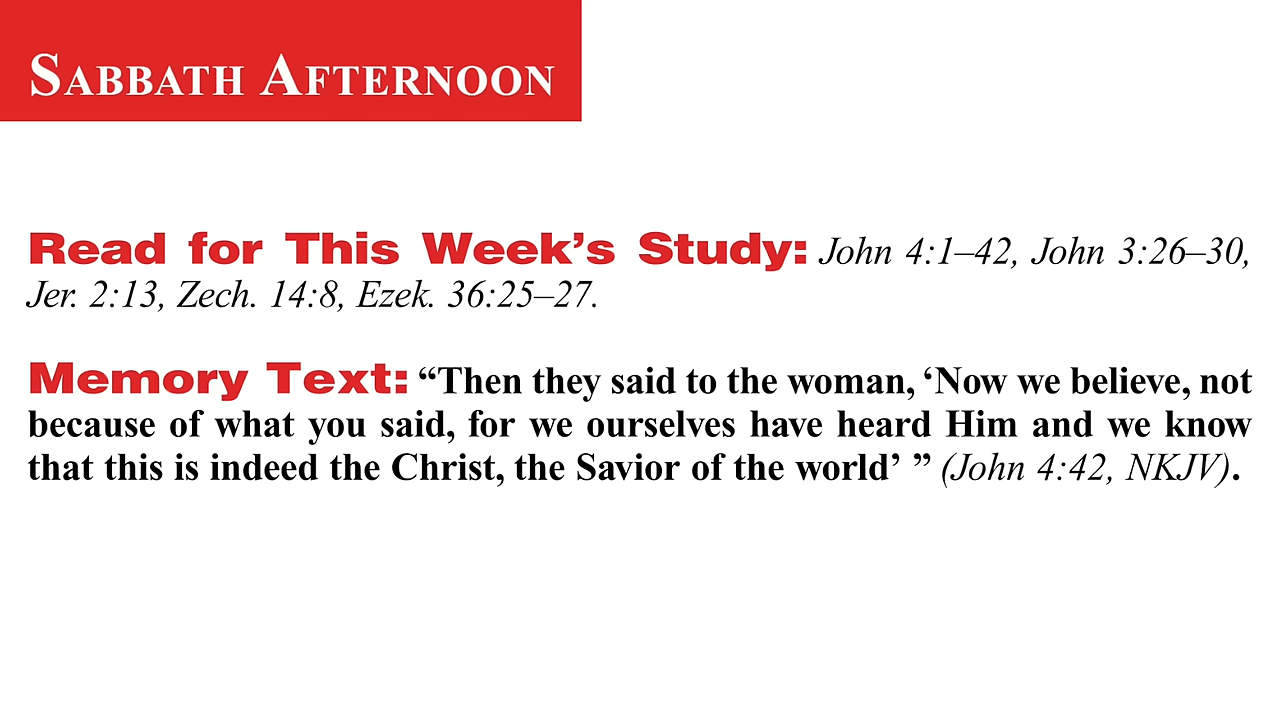 SABBATH AFTERNOON
Read for This Week’s Study: John 4:1–42, John 3:26–30,
Jer. 2:13, Zech. 14:8, Ezek. 36:25–27.
Memory Text: “Then they said to the woman, ‘Now we believe, not
because of what you said, for we ourselves have heard Him and we know
that this is indeed the Christ, the Savior of the world’ ” (John 4:42, NKJV).